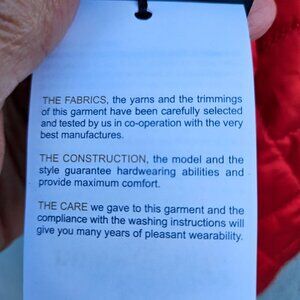 THE FABRICS, the yarns and the trimmings
of this garment have been carefully selected
and tested by us in co-operation with the very
best manufactures.
THE CONSTRUCTION, the model and the
style guarantee hardwearing abilities and
provide maximum comfort.
THE CARE we gave to this garment and the
compliance with the washing instructions will
give you many years of pleasant wearability.